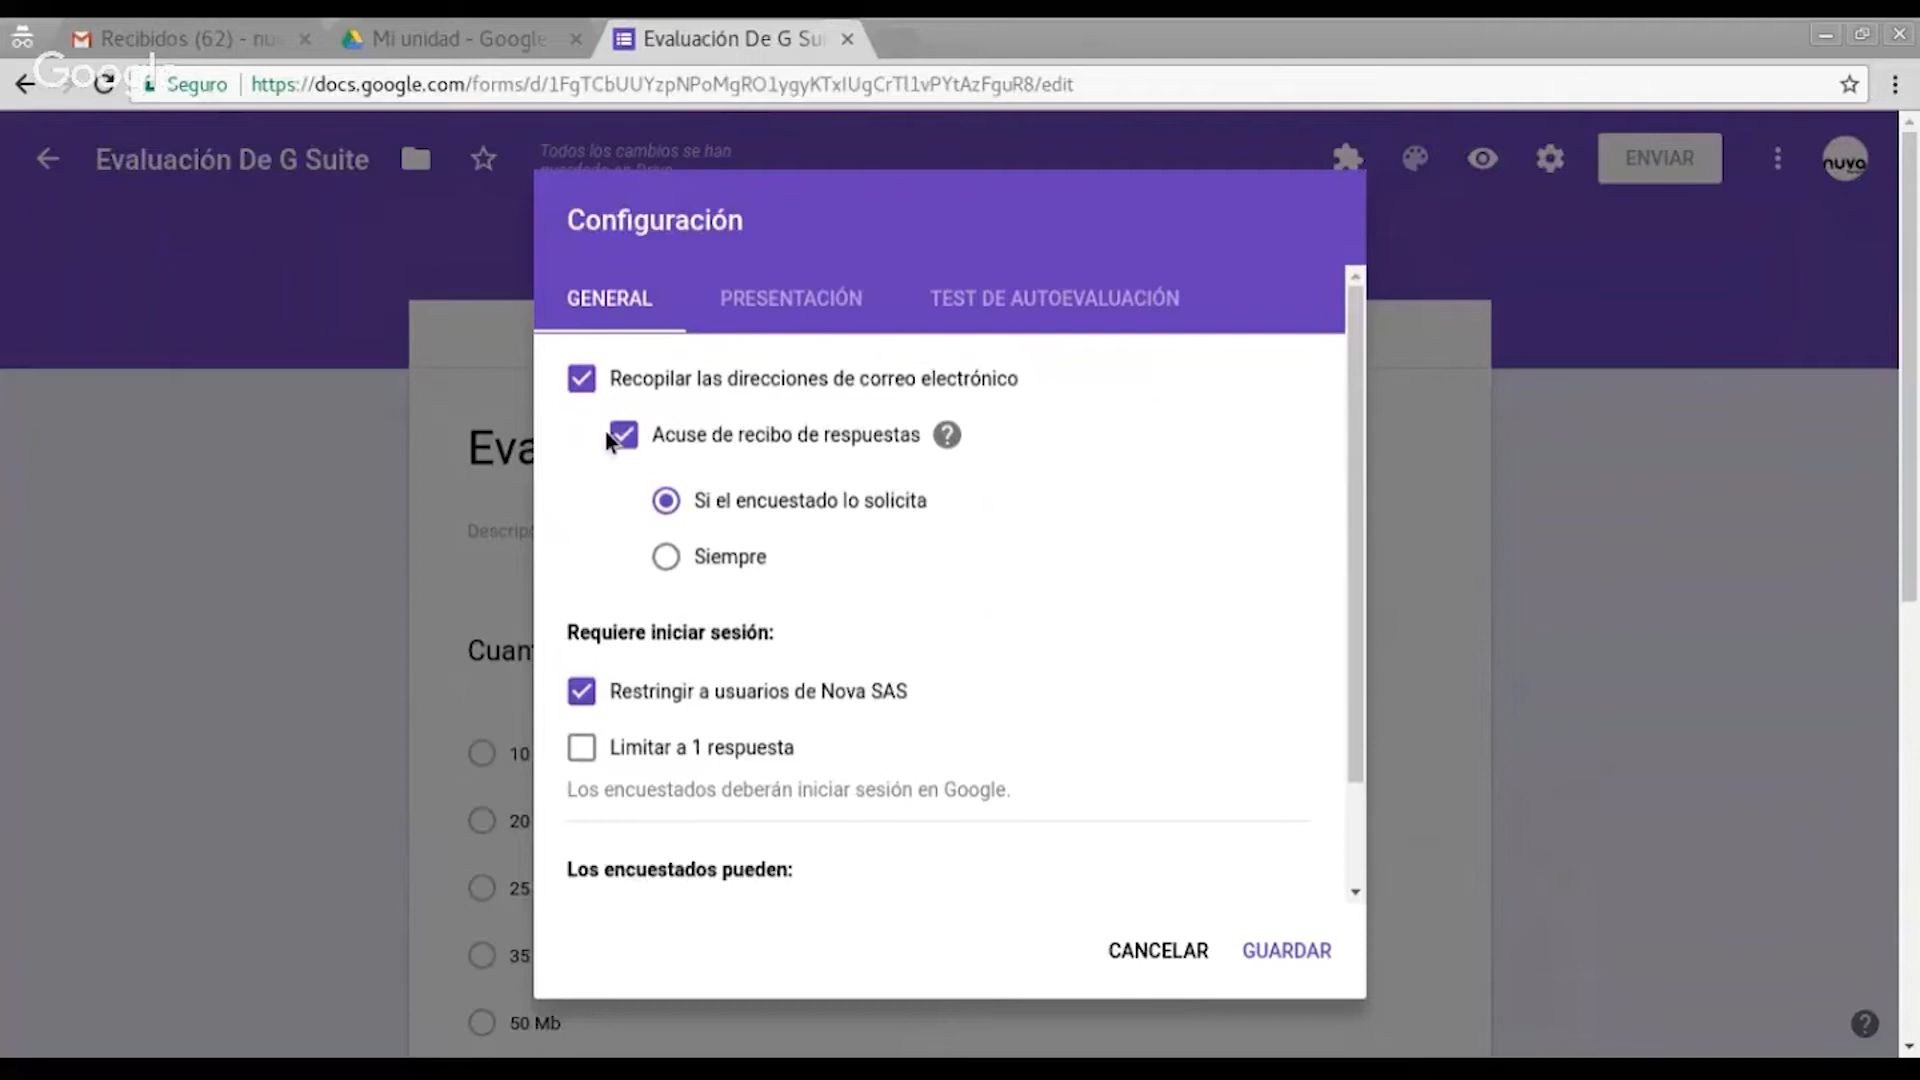 Recibidos (62) - nu
Mi unidad - Google
Evaluación De G Su
Google
Seguro
https://docs.google.com/forms/d/1FgTCbUUYzpNPoMgRO1ygyKTxIUgCrTl1vPYtAzFguR8/edit
Evaluación De G Suite
Todos los cambios se han
ENVIAR
nuva
Configuración
GENERAL
PRESENTACIÓN
TEST DE AUTOEVALUACIÓN
Recopilar las direcciones de correo electrónico
Eva
Acuse de recibo de respuestas
Si el encuestado lo solicita
Descrip
Siempre
Requiere iniciar sesión:
Cuan
Restringir a usuarios de Nova SAS
10
Limitar a 1 respuesta
Los encuestados deberán iniciar sesión en Google.
20
Los encuestados pueden:
25
35
CANCELAR
GUARDAR
50 Mb